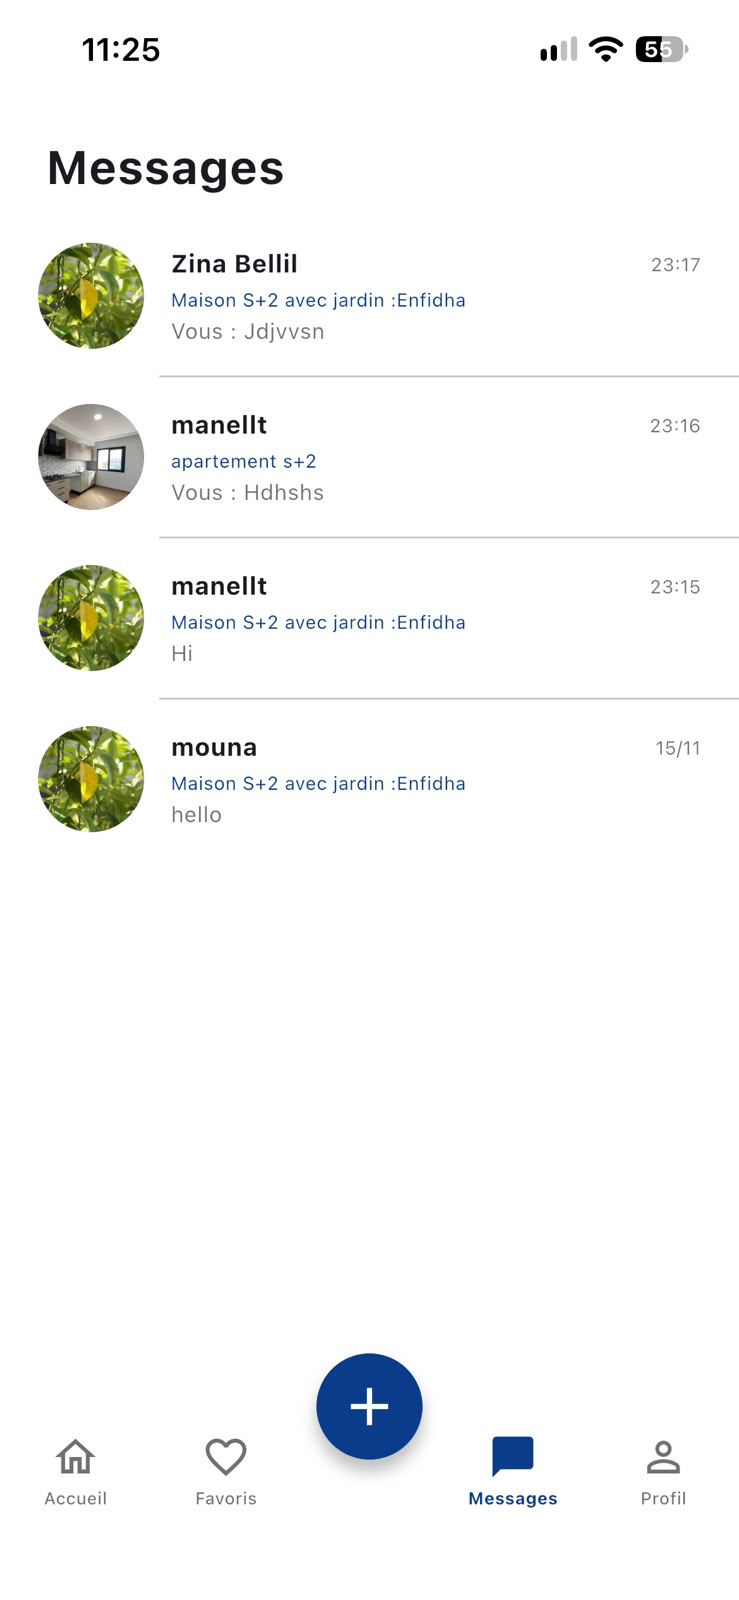 11:25
55
Messages
Zina Bellil
23:17
Maison S+2 avec jardin :Enfidha
Vous : Jdjvvsn
manellt
23:16
apartement s+2
Vous : Hdhshs
manellt
23:15
Maison S+2 avec jardin :Enfidha
Hi
mouna
15/11
Maison S+2 avec jardin :Enfidha
hello
Accueil
Favoris
Messages
Profil